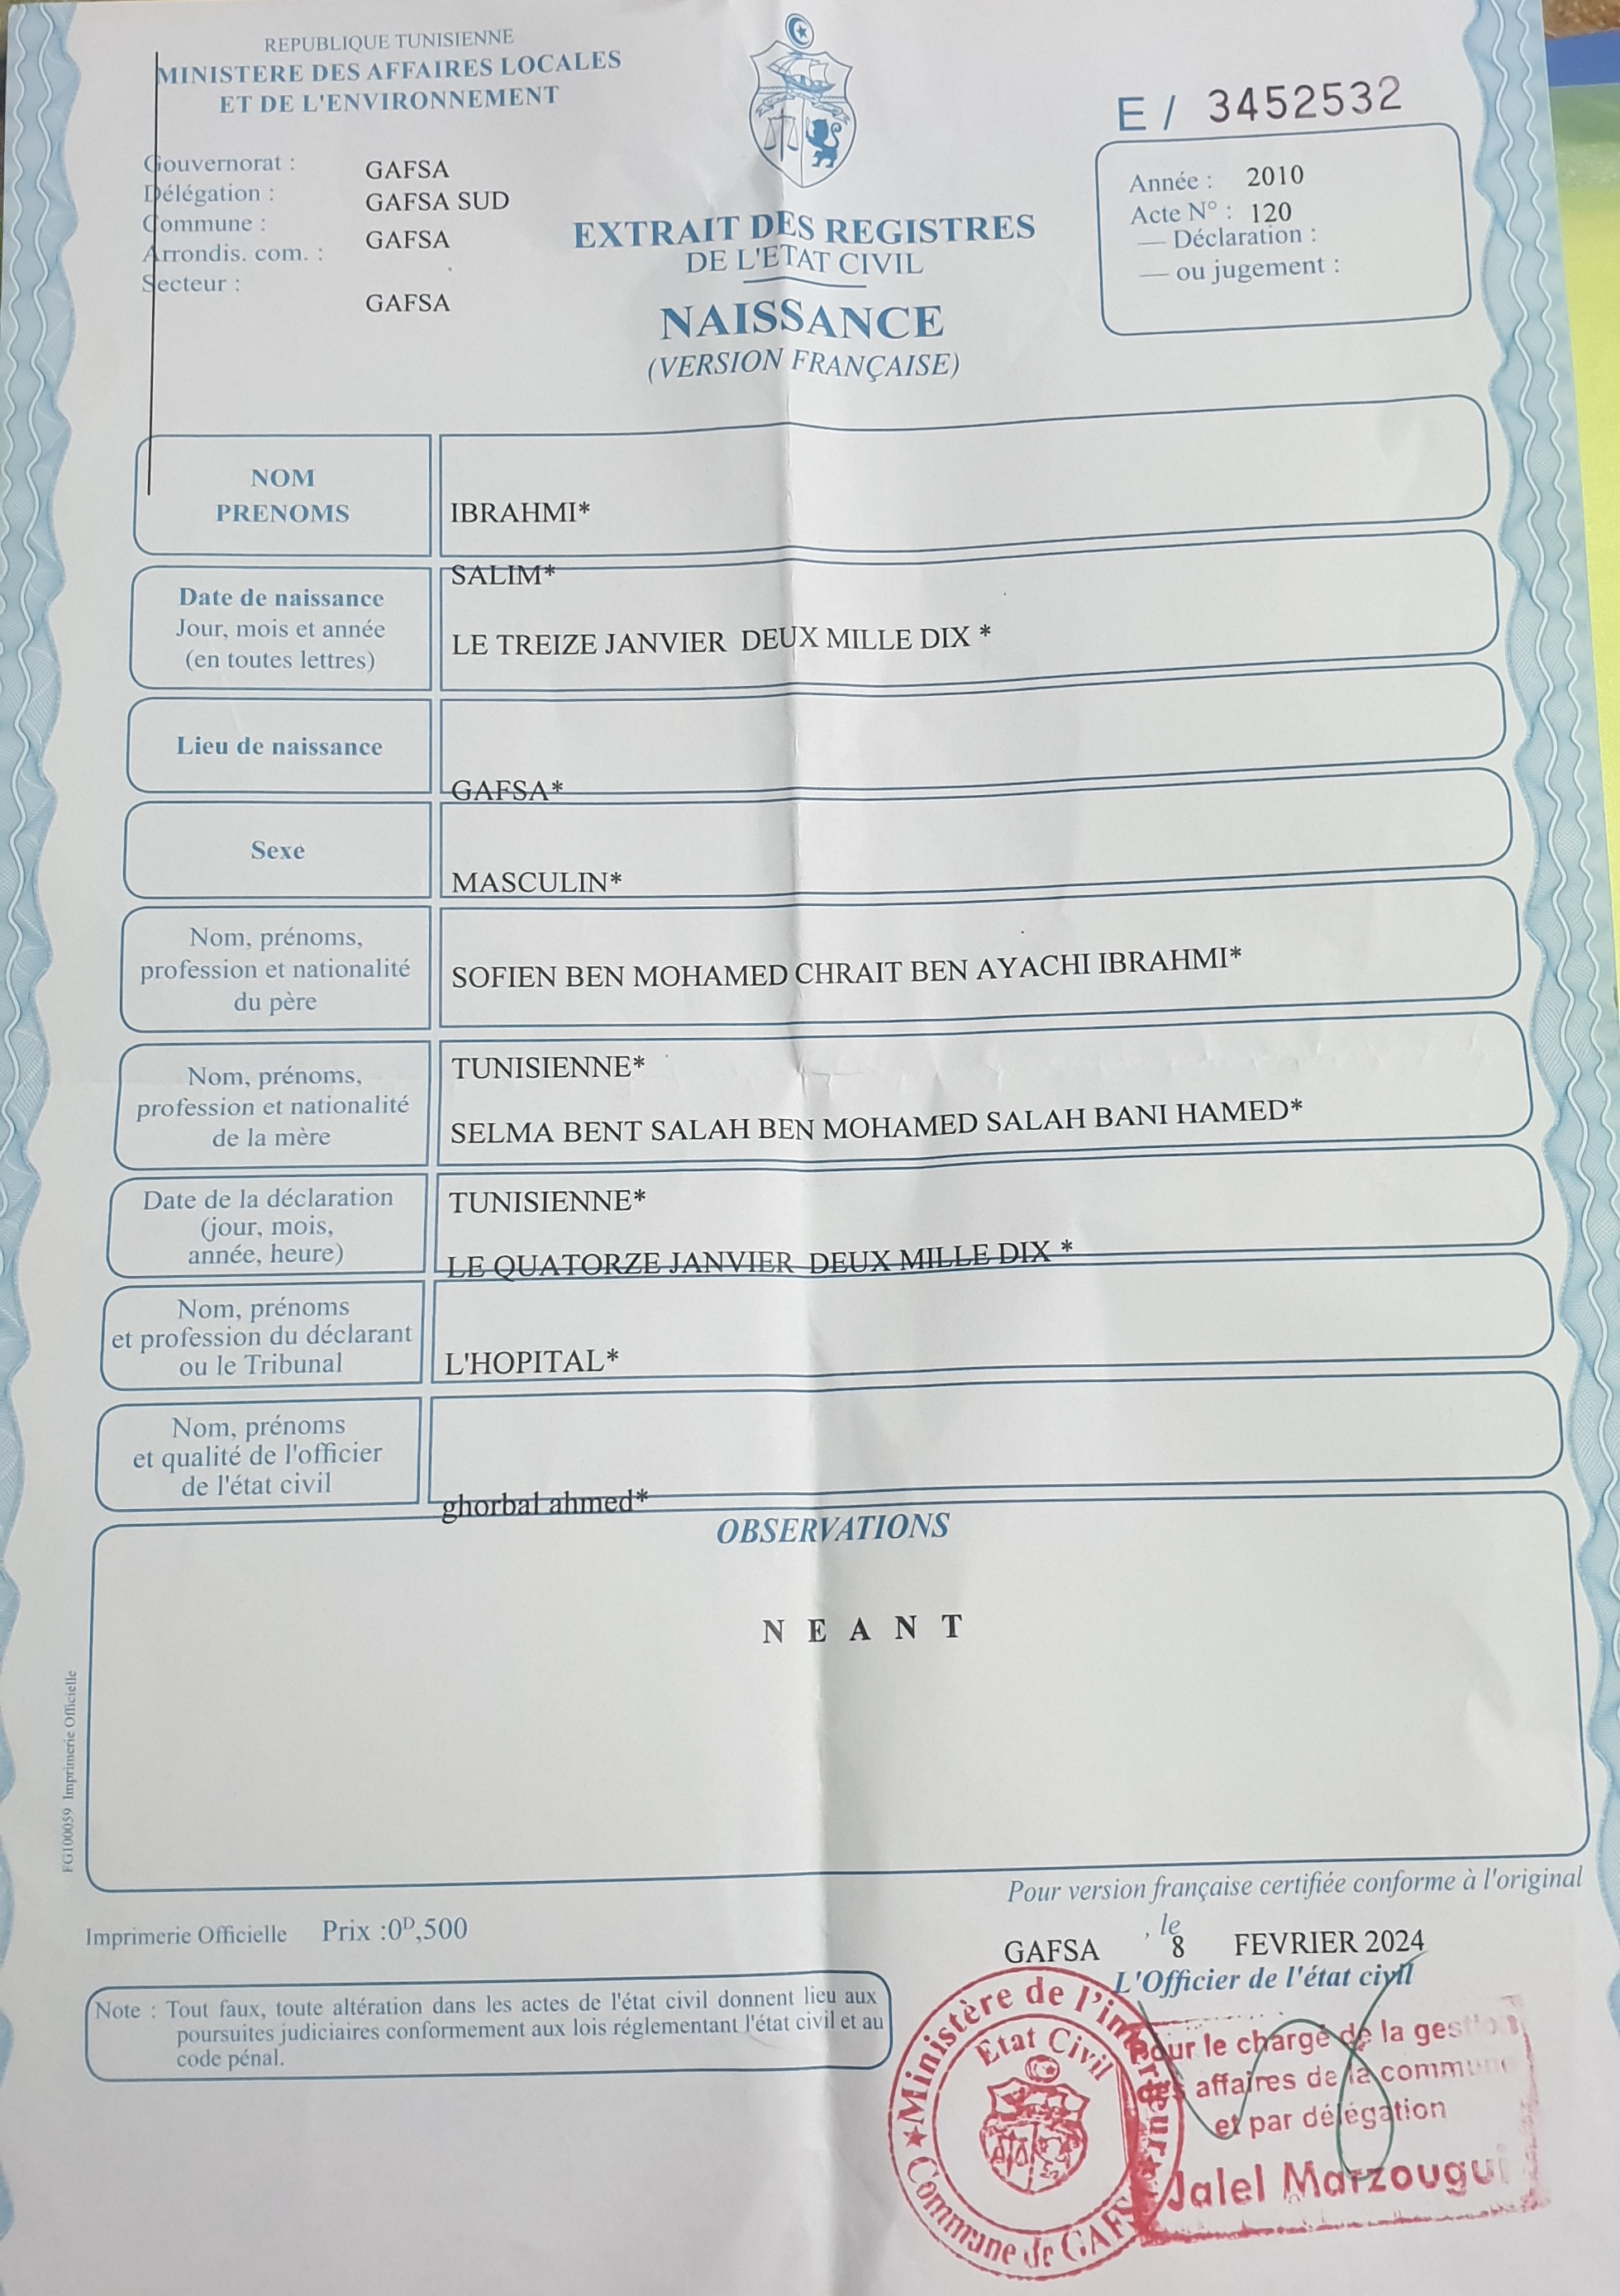 REPUBLIQUE TUNISIENNE
MINISTERE DES AFFAIRES LOCALES
ET DE L'ENVIRONNEMENT
E / 3452532
Gouvernorat : GAFSA
Délégation : GAFSA SUD
Commune : GAFSA
Arrondis. com. :
Secteur : GAFSA
Année : 2010
Acte N° : 120
— Déclaration :
— ou jugement :
EXTRAIT DES REGISTRES
DE L'ETAT CIVIL
NAISSANCE
(VERSION FRANÇAISE)
NOM
PRENOMS
IBRAHMI*
SALIM*
Date de naissance
Jour, mois et année
(en toutes lettres)
LE TREIZE JANVIER DEUX MILLE DIX *
Lieu de naissance
GAFSA*
Sexe
MASCULIN*
Nom, prénoms,
profession et nationalité
du père
SOFIEN BEN MOHAMED CHRAIT BEN AYACHI IBRAHMI*
TUNISIENNE*
Nom, prénoms,
profession et nationalité
de la mère
SELMA BENT SALAH BEN MOHAMED SALAH BANI HAMED*
TUNISIENNE*
Date de la déclaration
(jour, mois,
année, heure)
LE QUATORZE JANVIER DEUX MILLE DIX *
Nom, prénoms
et profession du déclarant
ou le Tribunal
L'HOPITAL*
Nom, prénoms
et qualité de l'officier
de l'état civil
ghorbal ahmed*
OBSERVATIONS
N E A N T
FG100059 Imprimerie Officielle
Pour version française certifiée conforme à l'original
Imprimerie Officielle Prix :0D,500
GAFSA , le 8 FEVRIER 2024
L'Officier de l'état civil
Note : Tout faux, toute altération dans les actes de l'état civil donnent lieu aux
poursuites judiciaires conformement aux lois réglementant l'état civil et au
code pénal.
Ministère de l'intérieur
Etat Civil
Commune de GAFSA
Pour le chargé de la gestion
des affaires de la commune
et par délégation
Jalel Marzougui